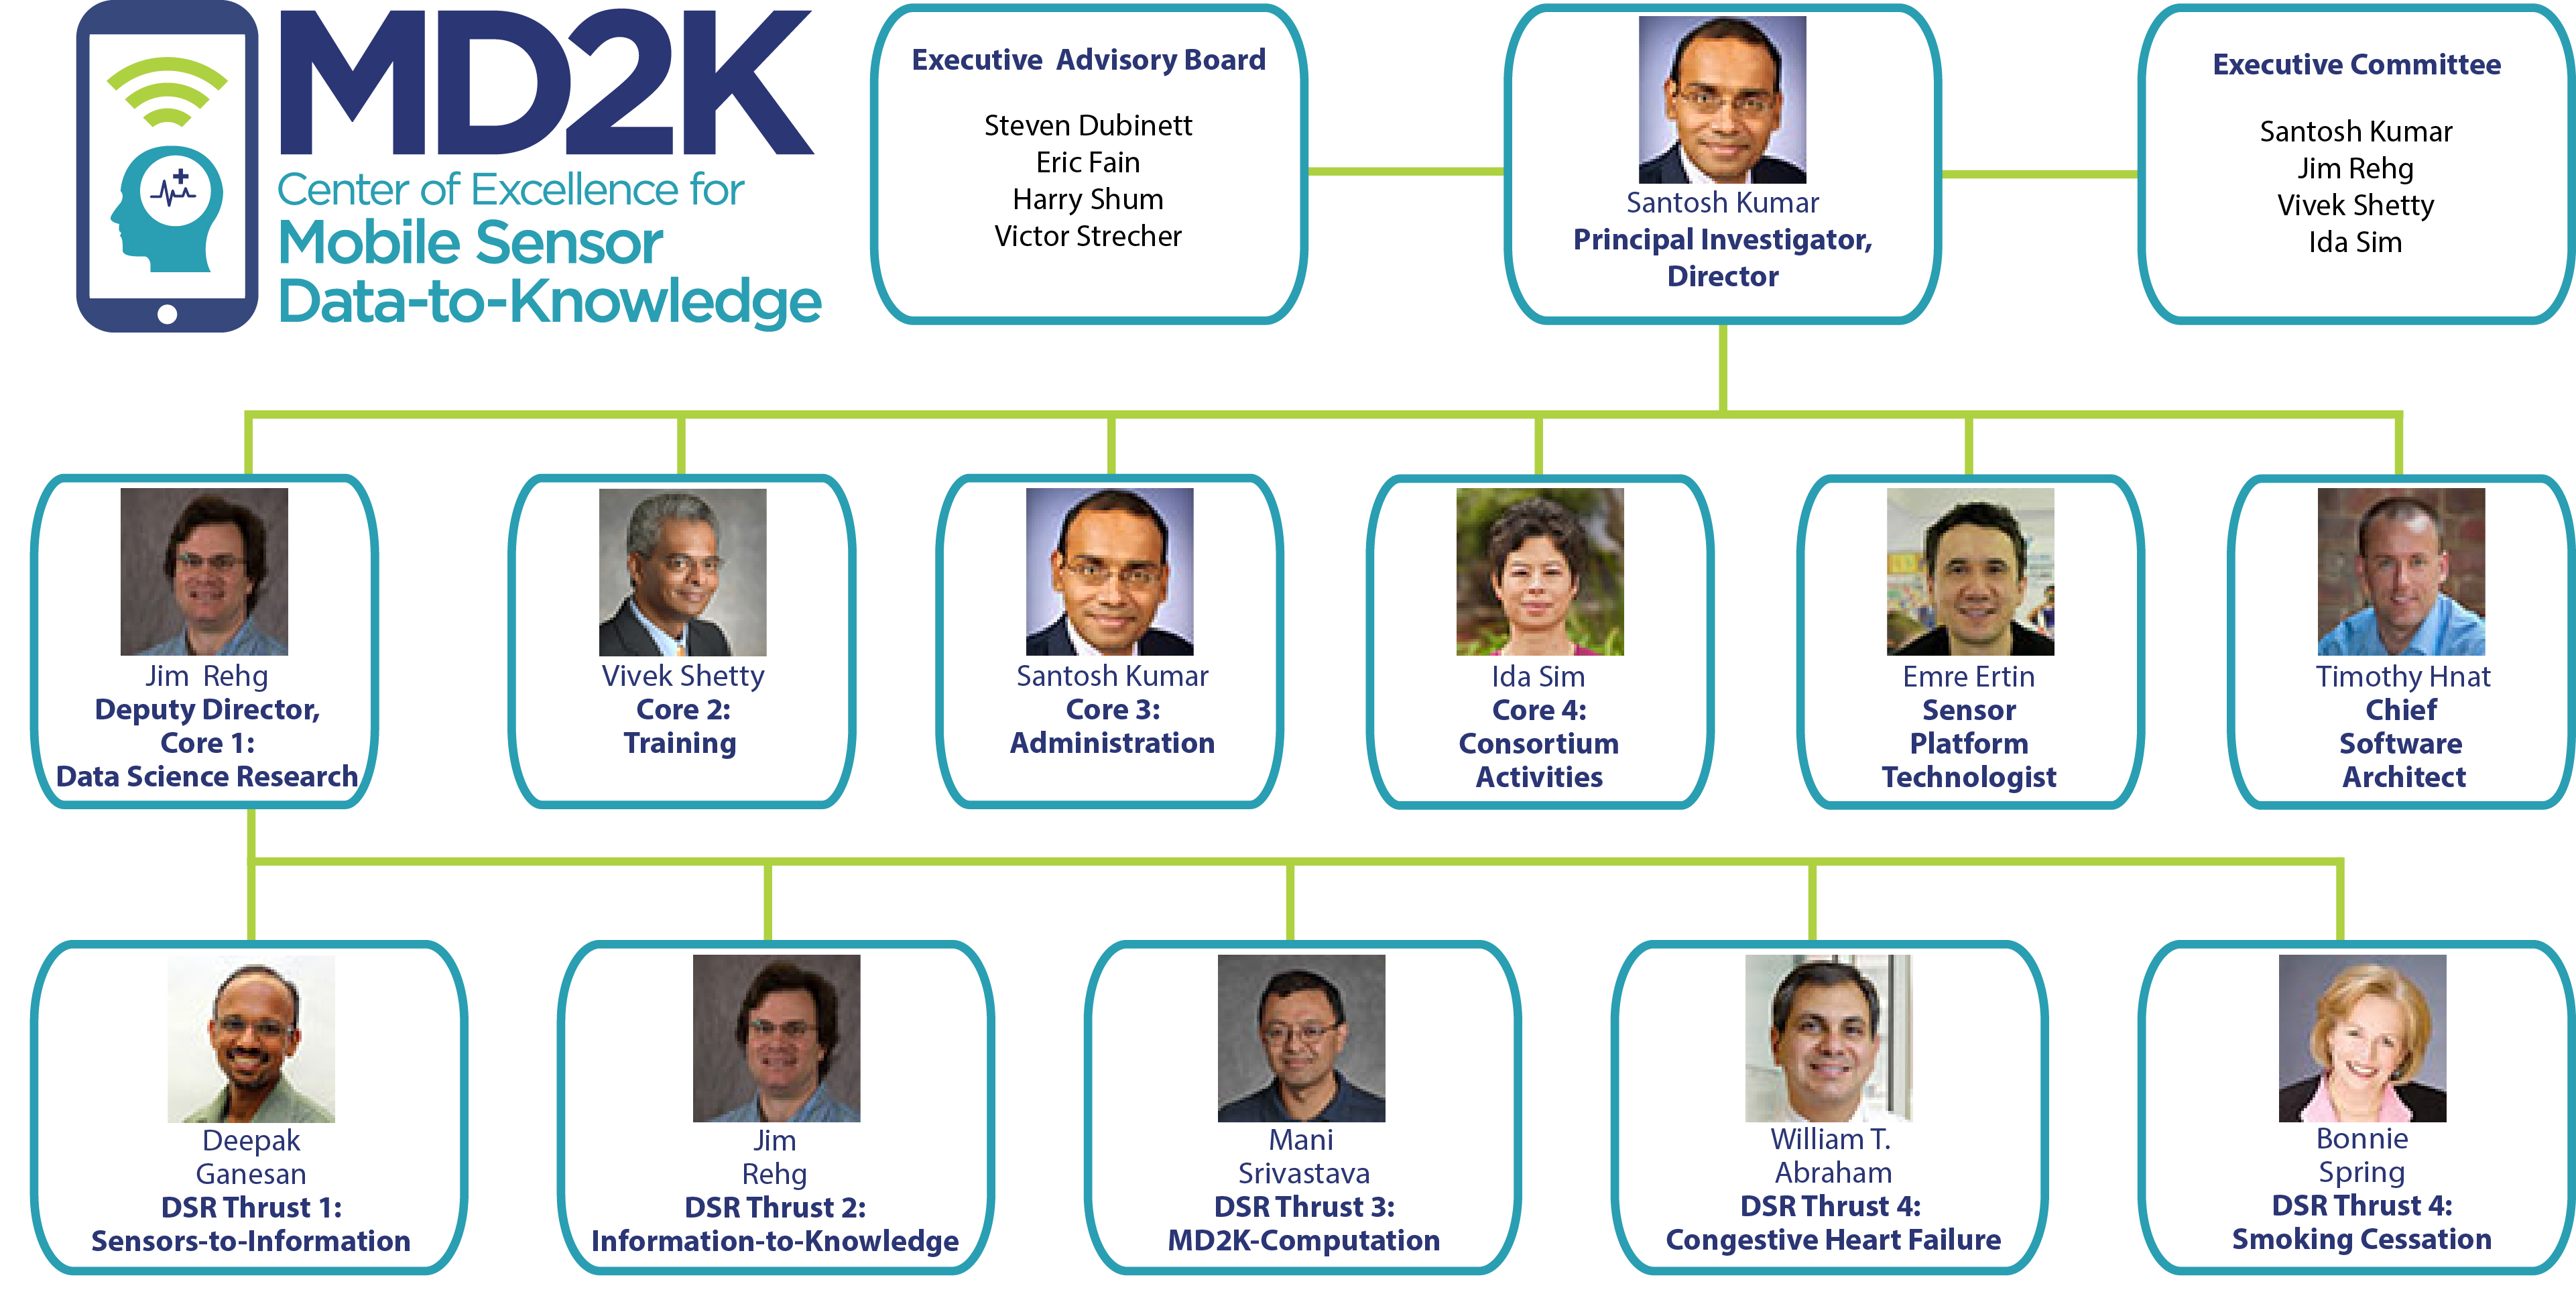 MD2K
Center of Excellence for
Mobile Sensor
Data-to-Knowledge
Executive Advisory Board
Steven Dubinett
Eric Fain
Harry Shum
Victor Strecher
Santosh Kumar
Principal Investigator,
Director
Executive Committee
Santosh Kumar
Jim Rehg
Vivek Shetty
Ida Sim
Jim Rehg
Deputy Director,
Core 1:
Data Science Research
Vivek Shetty
Core 2:
Training
Santosh Kumar
Core 3:
Administration
Ida Sim
Core 4:
Consortium
Activities
Emre Ertin
Sensor
Platform
Technologist
Timothy Hnat
Chief
Software
Architect
Deepak
Ganesan
DSR Thrust 1:
Sensors-to-Information
Jim
Rehg
DSR Thrust 2:
Information-to-Knowledge
Mani
Srivastava
DSR Thrust 3:
MD2K-Computation
William T.
Abraham
DSR Thrust 4:
Congestive Heart Failure
Bonnie
Spring
DSR Thrust 4:
Smoking Cessation